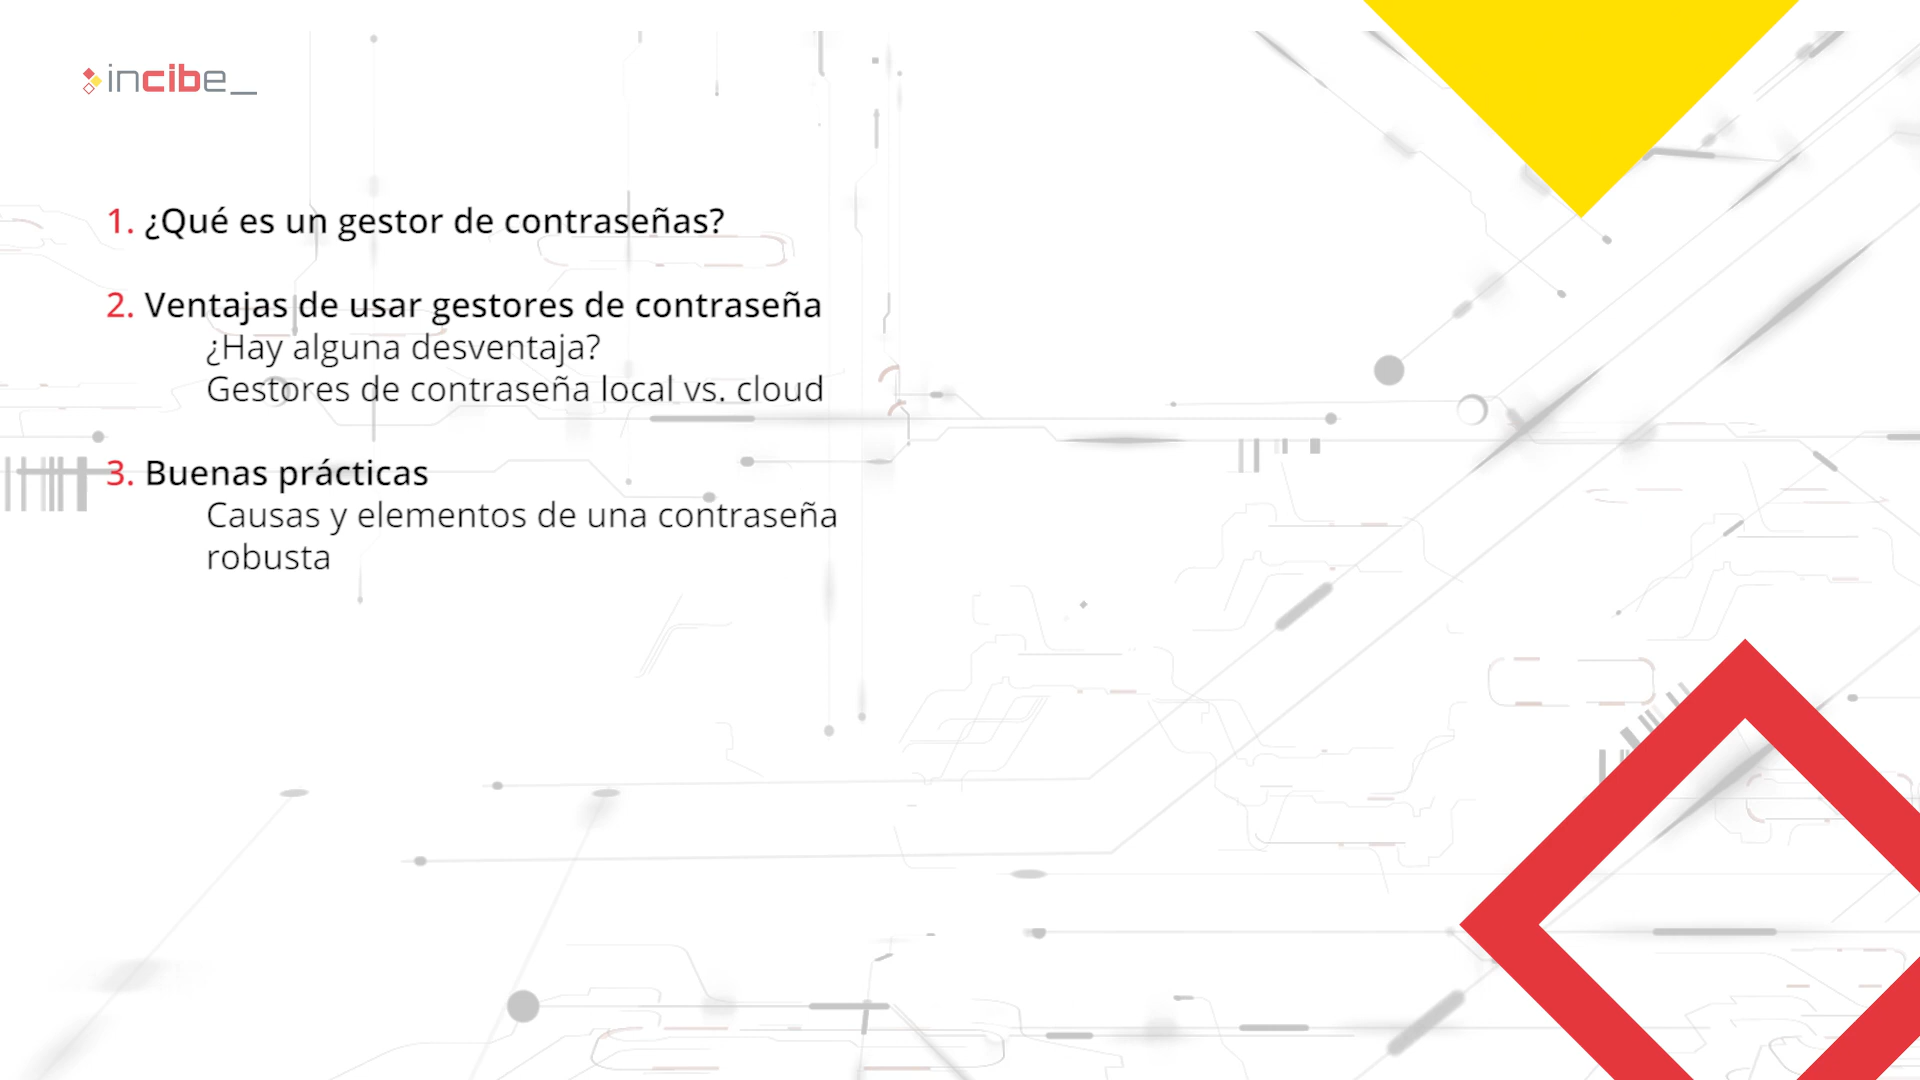 incibe_
1. ¿Qué es un gestor de contraseñas?
2. Ventajas de usar gestores de contraseña
¿Hay alguna desventaja?
Gestores de contraseña local vs. cloud
3. Buenas prácticas
Causas y elementos de una contraseña
robusta